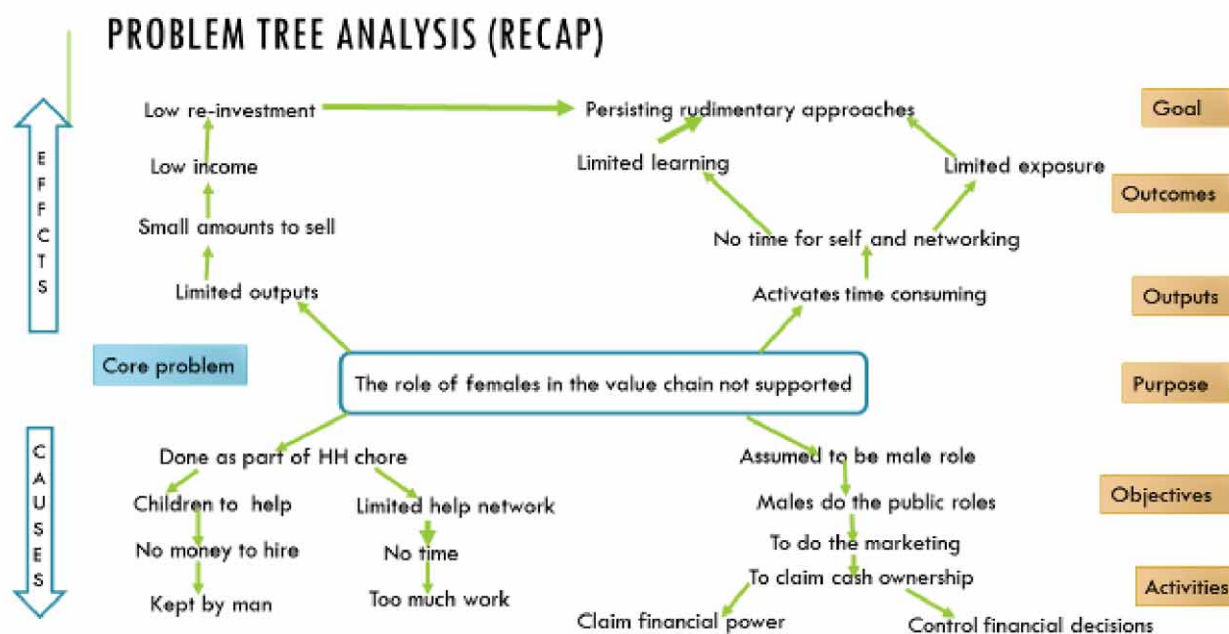 PROBLEM TREE ANALYSIS (RECAP)
EFFECTS
Low re-investment
Persisting rudimentary approaches
Goal
Low income
Limited learning
Limited exposure
Outcomes
Small amounts to sell
No time for self and networking
Limited outputs
Activates time consuming
Outputs
Core problem
The role of females in the value chain not supported
Purpose
CAUSES
Done as part of HH chore
Assumed to be male role
Children to help
Limited help network
Males do the public roles
Objectives
No money to hire
No time
To do the marketing
To claim cash ownership
Activities
Kept by man
Too much work
Claim financial power
Control financial decisions